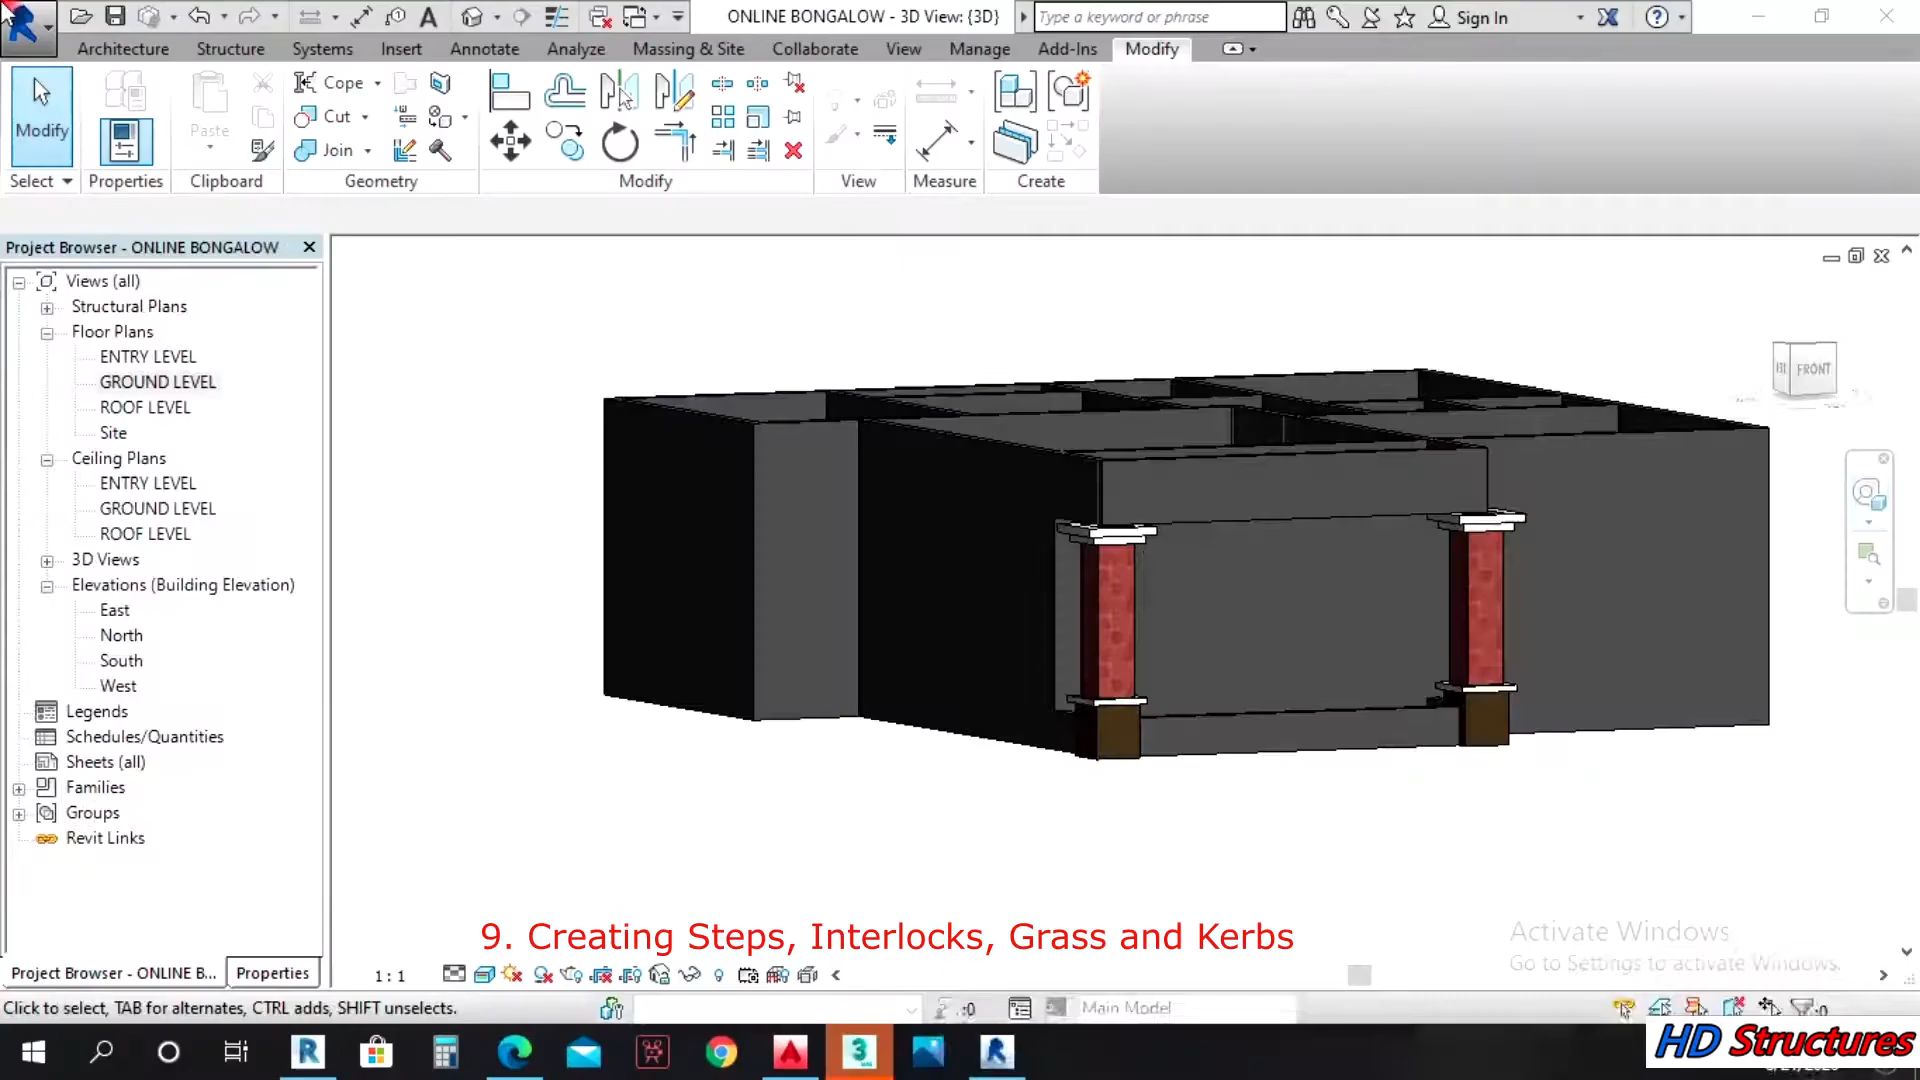 ONLINE BONGALOW - 3D View: {3D}
Type a keyword or phrase
Sign In
Architecture Structure Systems Insert Annotate Analyze Massing & Site Collaborate View Manage Add-Ins Modify
Modify
Paste
Cope
Cut
Join
Select Properties Clipboard Geometry Modify View Measure Create
Project Browser - ONLINE BONGALOW
Views (all)
Structural Plans
Floor Plans
ENTRY LEVEL
GROUND LEVEL
ROOF LEVEL
Site
Ceiling Plans
ENTRY LEVEL
GROUND LEVEL
ROOF LEVEL
3D Views
Elevations (Building Elevation)
East
North
South
West
Legends
Schedules/Quantities
Sheets (all)
Families
Groups
Revit Links
FRONT
9. Creating Steps, Interlocks, Grass and Kerbs
Activate Windows
Go to Settings to activate Windows.
Project Browser - ONLINE B... Properties
1 : 1
Click to select, TAB for alternates, CTRL adds, SHIFT unselects.
:0
Main Model
:0
HD Structures